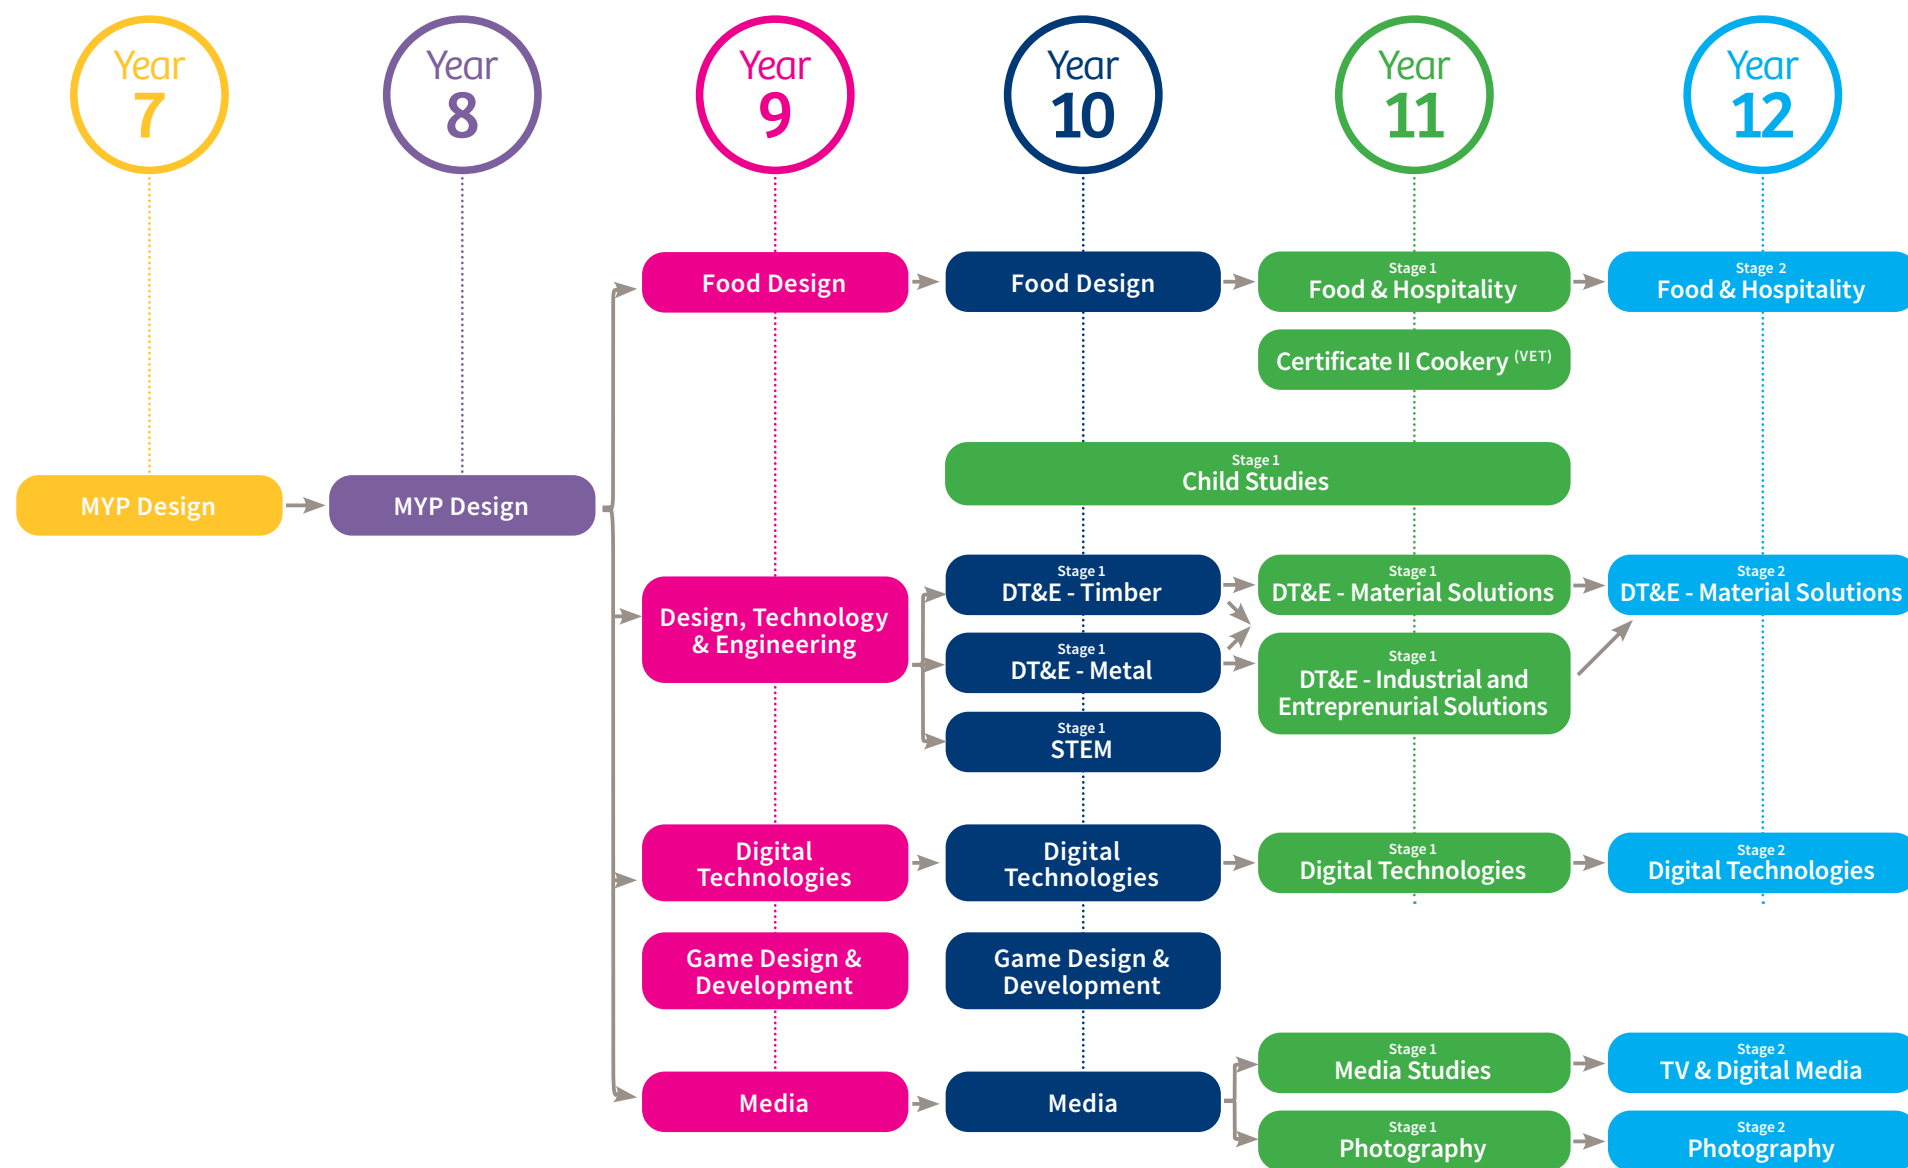 Year
7
Year
8
Year
9
Year
10
Year
11
Year
12
Food Design
Food Design
Stage 1
Food & Hospitality
Stage 2
Food & Hospitality
Certificate II Cookery (VET)
Stage 1
Child Studies
MYP Design
MYP Design
Design, Technology
& Engineering
Stage 1
DT&E - Timber
Stage 1
DT&E - Material Solutions
Stage 2
DT&E - Material Solutions
Stage 1
DT&E - Metal
Stage 1
DT&E - Industrial and
Entreprenurial Solutions
Stage 1
STEM
Digital
Technologies
Digital
Technologies
Stage 1
Digital Technologies
Stage 2
Digital Technologies
Game Design &
Development
Game Design &
Development
Media
Media
Stage 1
Media Studies
Stage 2
TV & Digital Media
Stage 1
Photography
Stage 2
Photography